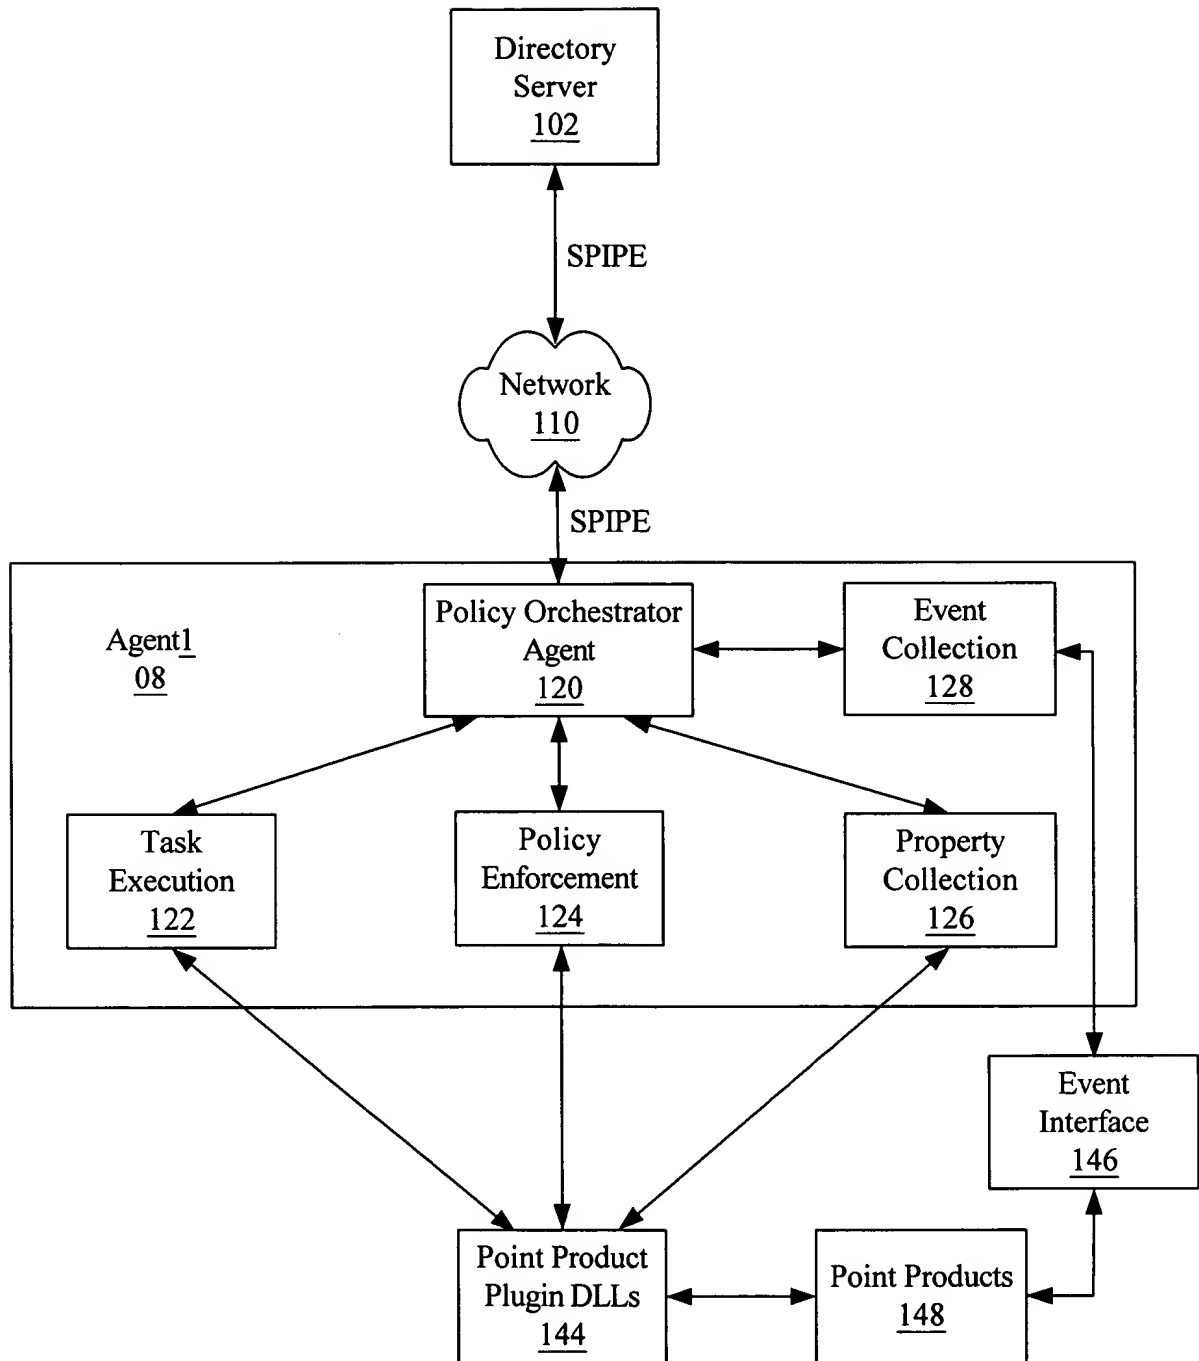 Directory
Server
102
SPIPE
Network
110
SPIPE
Agent1
08
Policy Orchestrator
Agent
120
Event
Collection
128
Task
Execution
122
Policy
Enforcement
124
Property
Collection
126
Event
Interface
146
Point Product
Plugin DLLs
144
Point Products
148